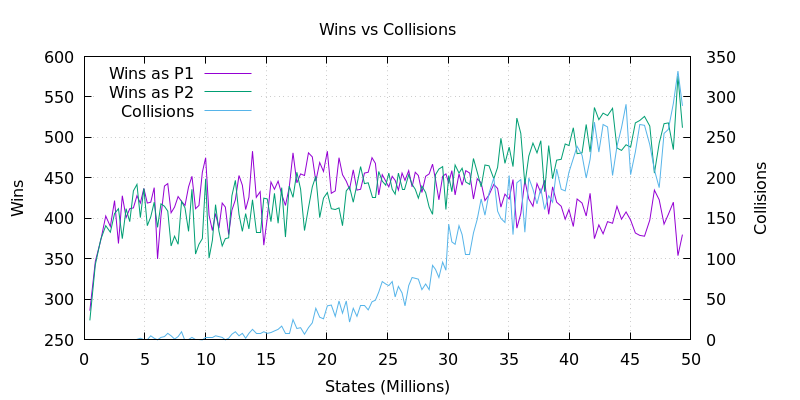 Wins vs Collisions
600
550
500
450
400
350
300
250
350
300
250
200
150
100
50
0
Wins as P1
Wins as P2
Collisions
Wins
Collisions
0 5 10 15 20 25 30 35 40 45 50
States (Millions)